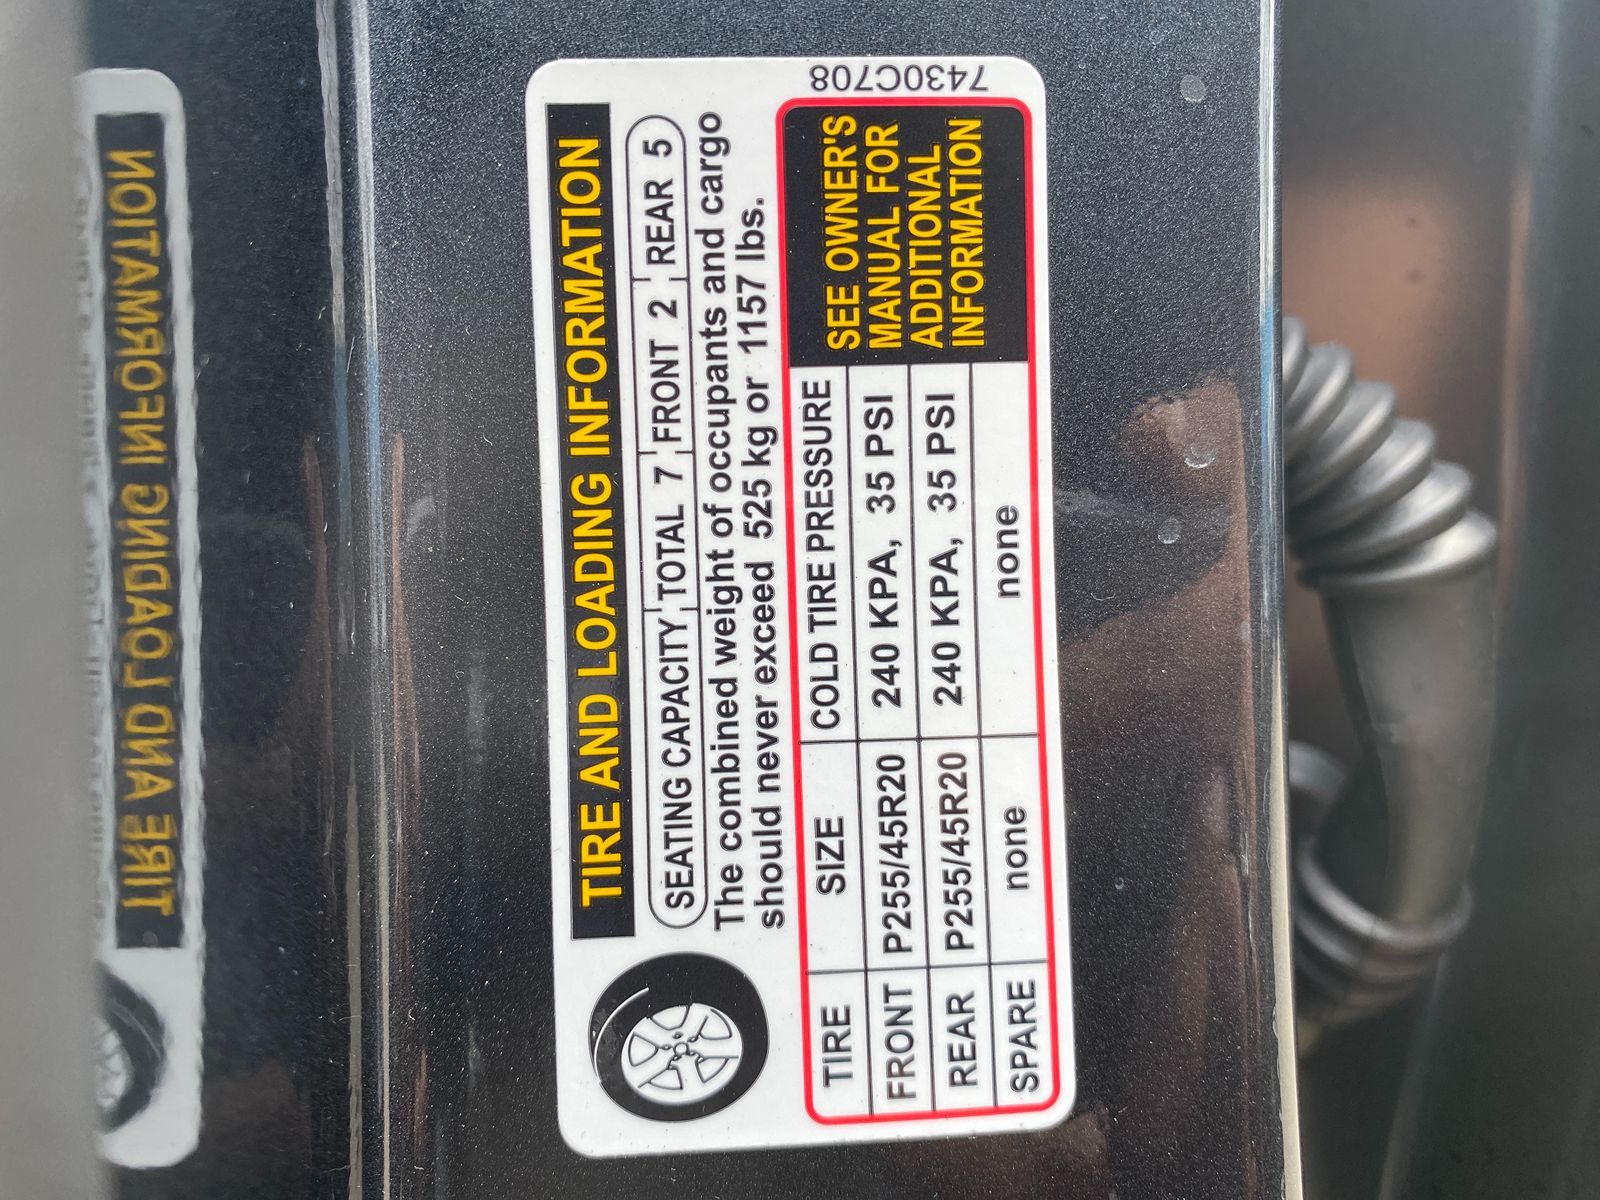 TIRE AND LOADING INFORMATION
SEATING CAPACITY TOTAL 7 FRONT 2 REAR 5
The combined weight of occupants and cargo
should never exceed 525 kg or 1157 lbs.
TIRE SIZE COLD TIRE PRESSURE
FRONT P255/45R20 240 KPA, 35 PSI
REAR P255/45R20 240 KPA, 35 PSI
SPARE none none
SEE OWNER'S
MANUAL FOR
ADDITIONAL
INFORMATION
7430C708
TIRE AND LOADING INFORMATION